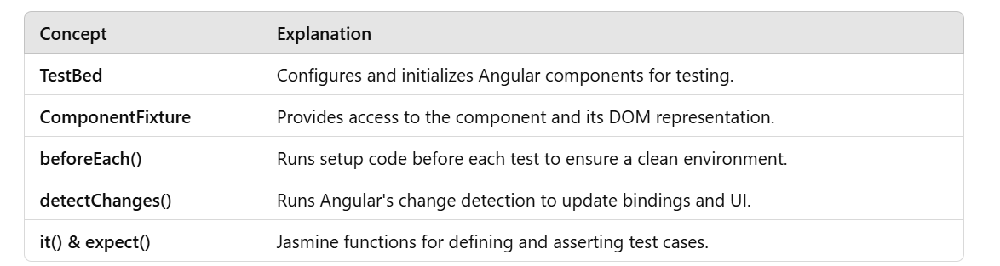 Concept Explanation
TestBed Configures and initializes Angular components for testing.
ComponentFixture Provides access to the component and its DOM representation.
beforeEach() Runs setup code before each test to ensure a clean environment.
detectChanges() Runs Angular's change detection to update bindings and UI.
it() & expect() Jasmine functions for defining and asserting test cases.